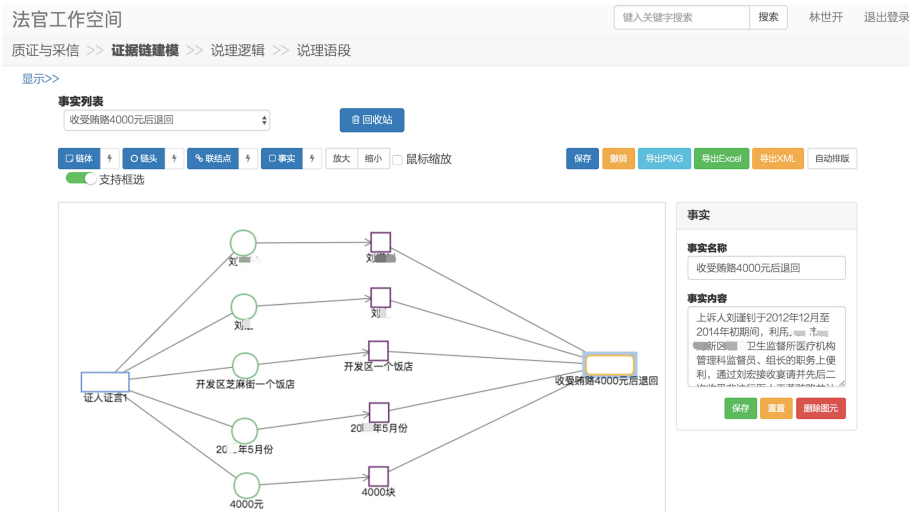 法官工作空间
键入关键字搜索 搜索 林世开 退出登录
质证与采信 >> 证据链建模 >> 说理逻辑 >> 说理语段
显示>>
事实列表
收受贿赂4000元后退回
回收站
链体 链头 联结点 事实 放大 缩小 鼠标缩放
保存 撤销 导出PNG 导出Excel 导出XML 自动排版
支持框选
刘
刘
刘
刘
开发区芝麻街一个饭店
开发区一个饭店
证人证言1
收受贿赂4000元后退回
20 年5月份
20 年5月份
4000元
4000块
事实
事实名称
收受贿赂4000元后退回
事实内容
上诉人刘谨钊于2012年12月至
2014年初期间,利用
新区 卫生监督所医疗机构
管理科监督员、组长的职务上便
利,通过刘宏接收宴请并先后二
保存 重置 删除图元